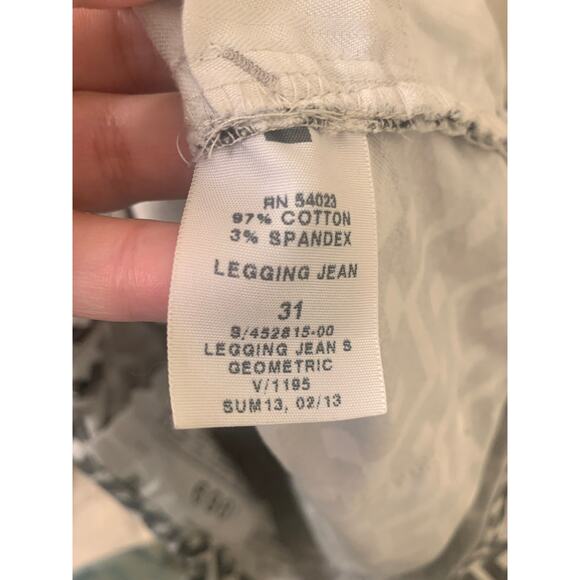 RN 54023
97% COTTON
3% SPANDEX
LEGGING JEAN
31
S/452815-00
LEGGING JEAN S
GEOMETRIC
V/1195
SUM13, 02/13